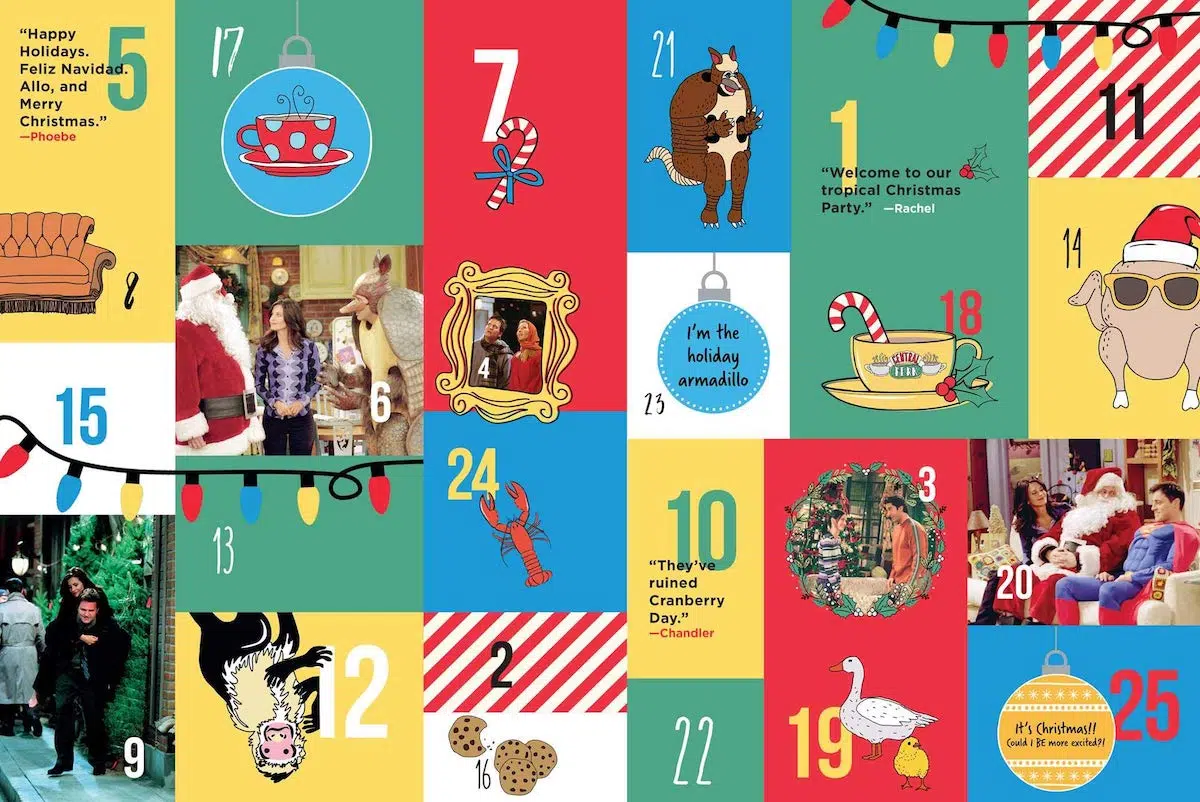 "Happy
Holidays.
Feliz Navidad.
Allo, and
Merry
Christmas."
—Phoebe
5
17
7
21
1
"Welcome to our
tropical Christmas
Party." —Rachel
11
8
6
4
I'm the
holiday
armadillo
23
18
CENTRAL
PERK
14
15
13
24
10
"They've
ruined
Cranberry
Day."
—Chandler
3
20
9
12
2
16
22
19
It's Christmas!!
Could I BE more excited?!
25